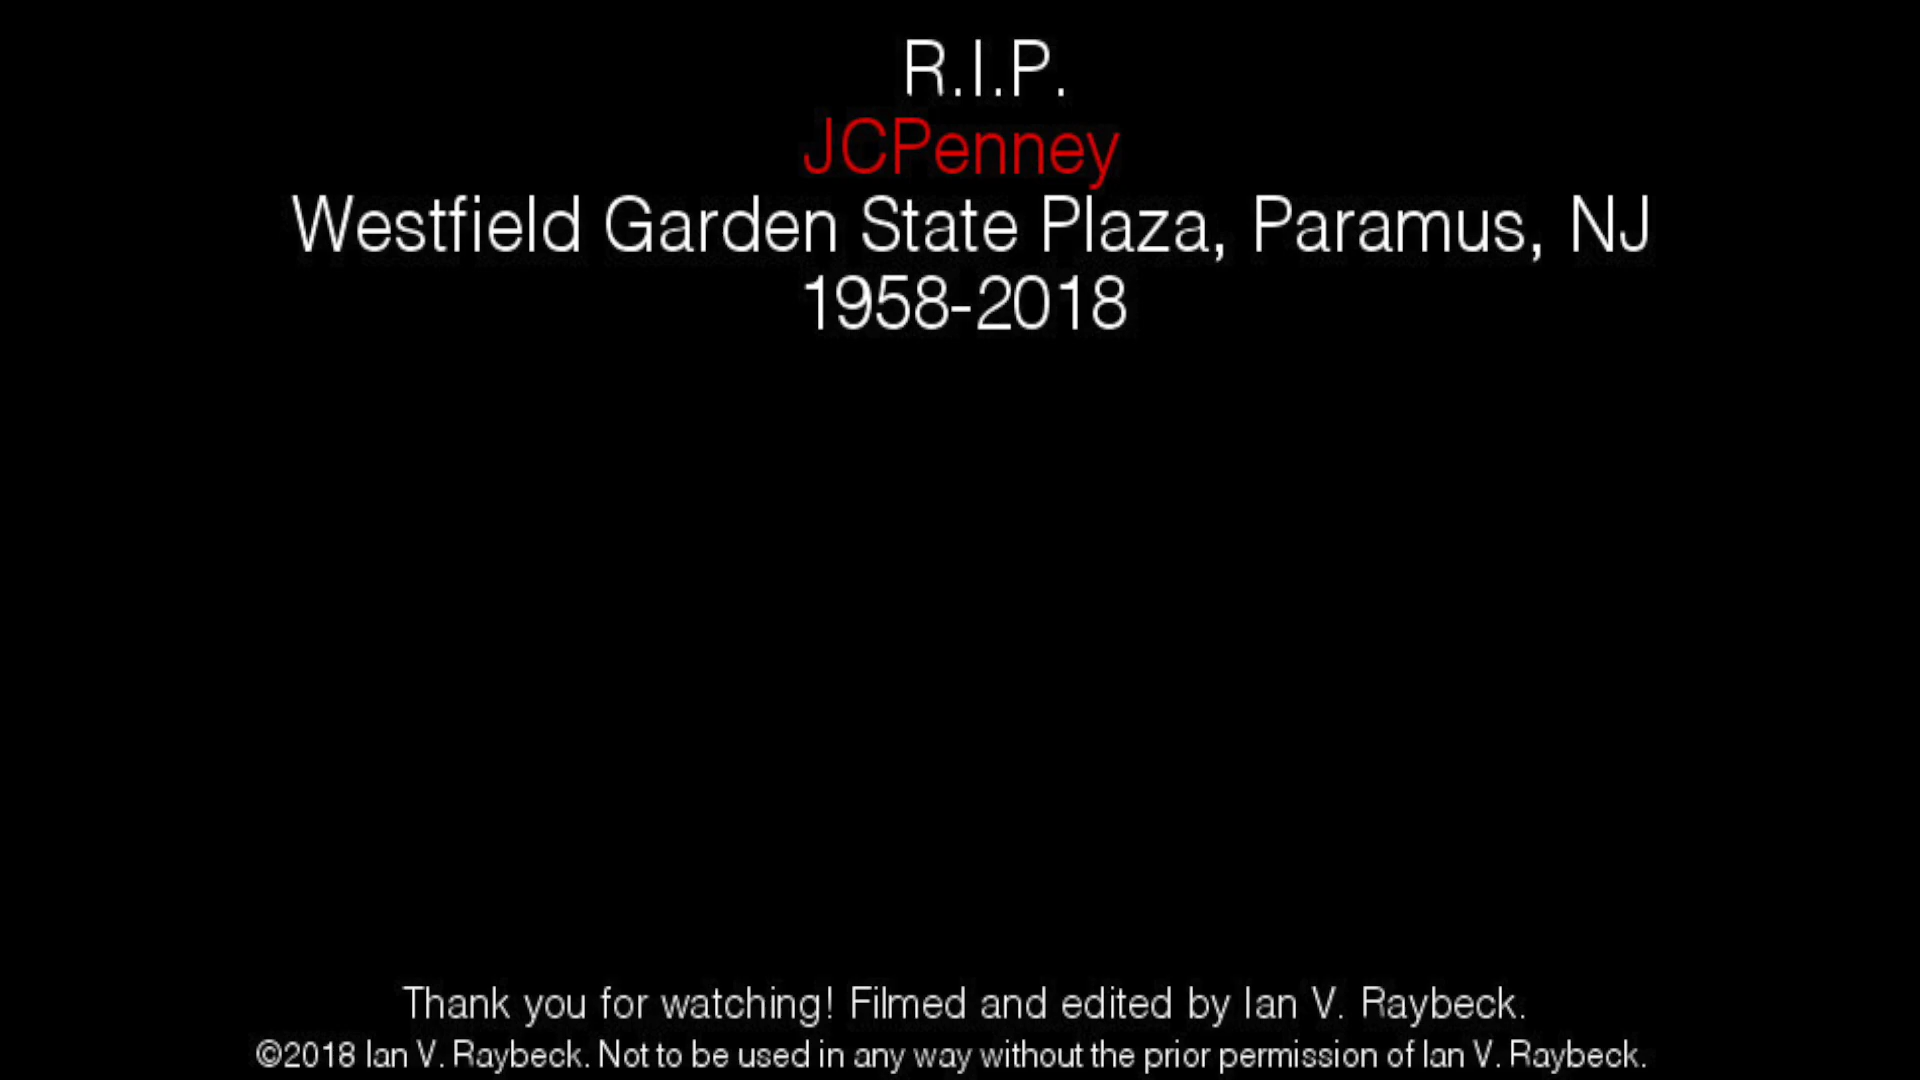 R.I.P.
JCPenney
Westfield Garden State Plaza, Paramus, NJ
1958-2018
Thank you for watching! Filmed and edited by Ian V. Raybeck.
©2018 Ian V. Raybeck. Not to be used in any way without the prior permission of Ian V. Raybeck.